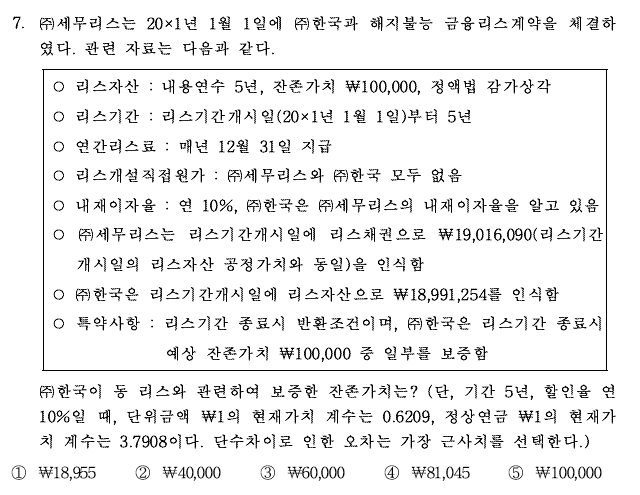 7. ㈜세무리스는 20×1년 1월 1일에 ㈜한국과 해지불능 금융리스계약을 체결하
였다. 관련 자료는 다음과 같다.
○ 리스자산 : 내용연수 5년, 잔존가치 ₩100,000, 정액법 감가상각
○ 리스기간 : 리스기간개시일(20×1년 1월 1일)부터 5년
○ 연간리스료 : 매년 12월 31일 지급
○ 리스개설직접원가 : ㈜세무리스와 ㈜한국 모두 없음
○ 내재이자율 : 연 10%, ㈜한국은 ㈜세무리스의 내재이자율을 알고 있음
○ ㈜세무리스는 리스기간개시일에 리스채권으로 ₩19,016,090(리스기간
개시일의 리스자산 공정가치와 동일)을 인식함
○ ㈜한국은 리스기간개시일에 리스자산으로 ₩18,991,254를 인식함
○ 특약사항 : 리스기간 종료시 반환조건이며, ㈜한국은 리스기간 종료시
예상 잔존가치 ₩100,000 중 일부를 보증함
㈜한국이 동 리스와 관련하여 보증한 잔존가치는? (단, 기간 5년, 할인율 연
10%일 때, 단위금액 ₩1의 현재가치 계수는 0.6209, 정상연금 ₩1의 현재가
치 계수는 3.7908이다. 단수차이로 인한 오차는 가장 근사치를 선택한다.)
① ₩18,955 ② ₩40,000 ③ ₩60,000 ④ ₩81,045 ⑤ ₩100,000